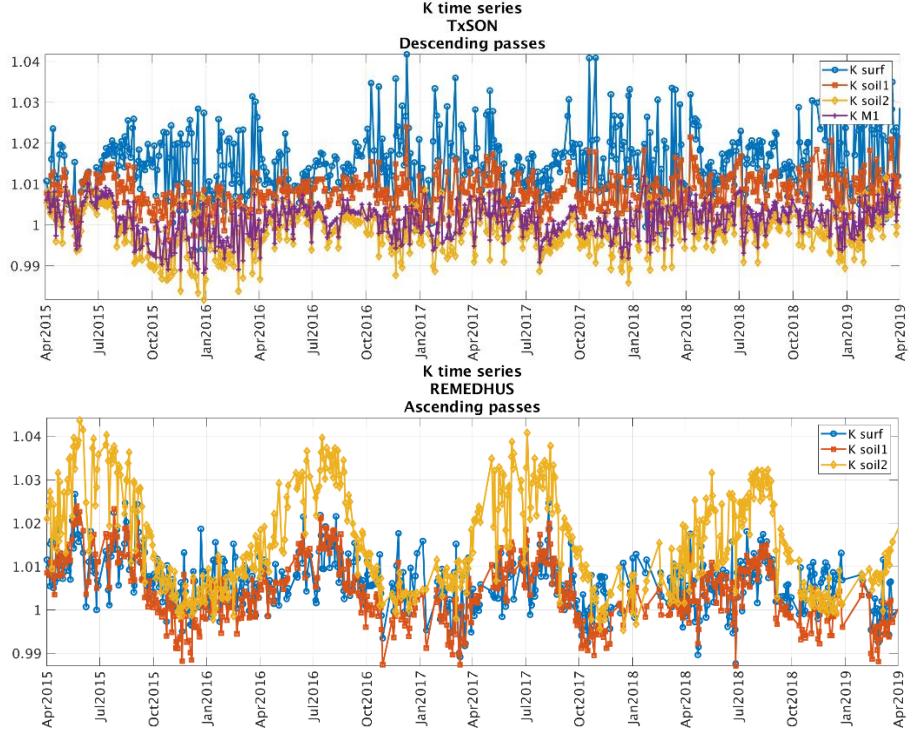 K time series
TxSON
Descending passes
1.04
1.03
1.02
1.01
1
0.99
K surf
K soil1
K soil2
K M1
Apr2015
Jul2015
Oct2015
Jan2016
Apr2016
Jul2016
Oct2016
Jan2017
Apr2017
Jul2017
Oct2017
Jan2018
Apr2018
Jul2018
Oct2018
Jan2019
Apr2019
K time series
REMEDHUS
Ascending passes
1.04
1.03
1.02
1.01
1
0.99
K surf
K soil1
K soil2
Apr2015
Jul2015
Oct2015
Jan2016
Apr2016
Jul2016
Oct2016
Jan2017
Apr2017
Jul2017
Oct2017
Jan2018
Apr2018
Jul2018
Oct2018
Jan2019
Apr2019